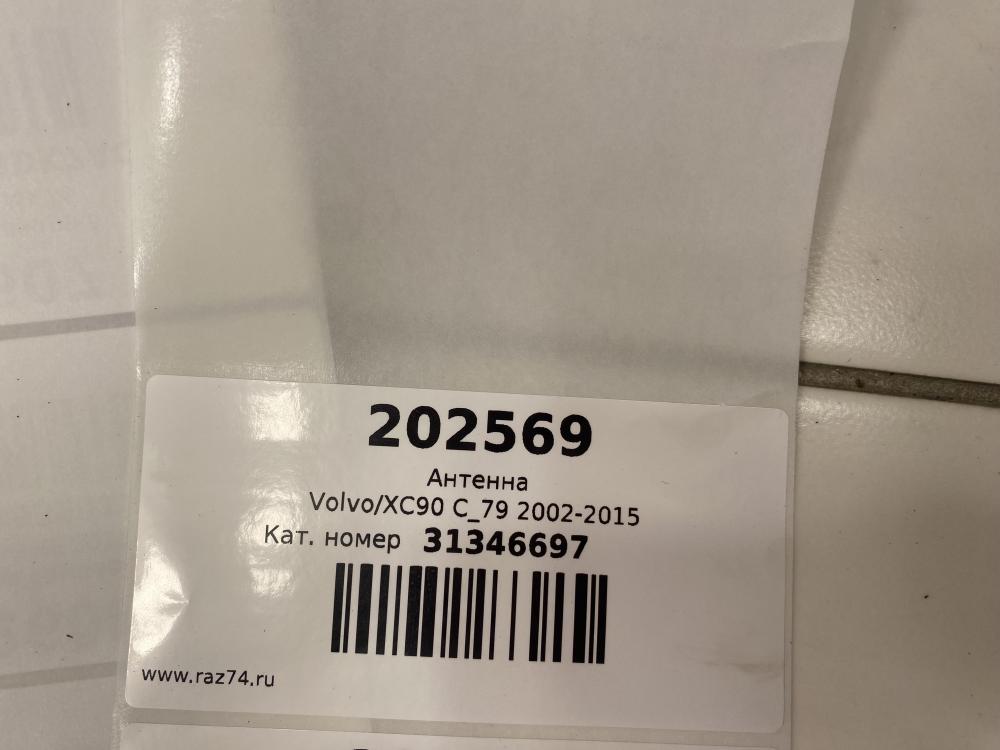 202569
Антенна
Volvo/XC90 C_79 2002-2015
Кат. номер 31346697
www.raz74.ru